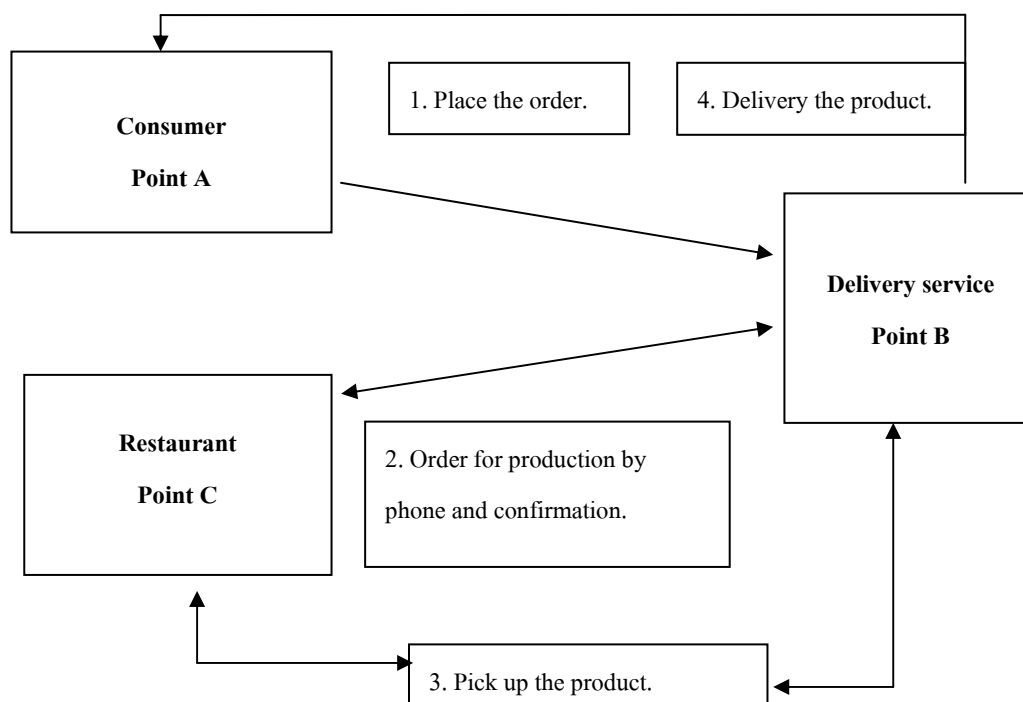 1. Place the order.
4. Delivery the product.
Consumer
Point A
Delivery service
Point B
Restaurant
Point C
2. Order for production by
phone and confirmation.
3. Pick up the product.